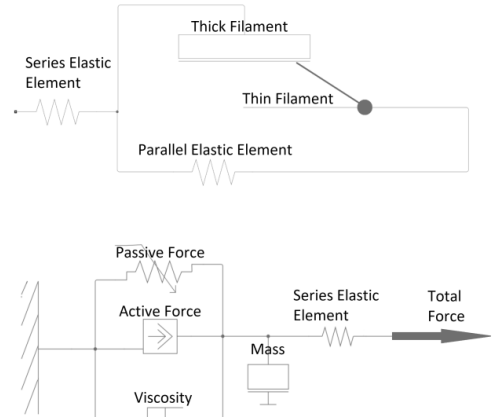 Thick Filament
Series Elastic
Element
Thin Filament
Parallel Elastic Element
Passive Force
Active Force
Series Elastic
Element
Total
Force
Mass
Viscosity